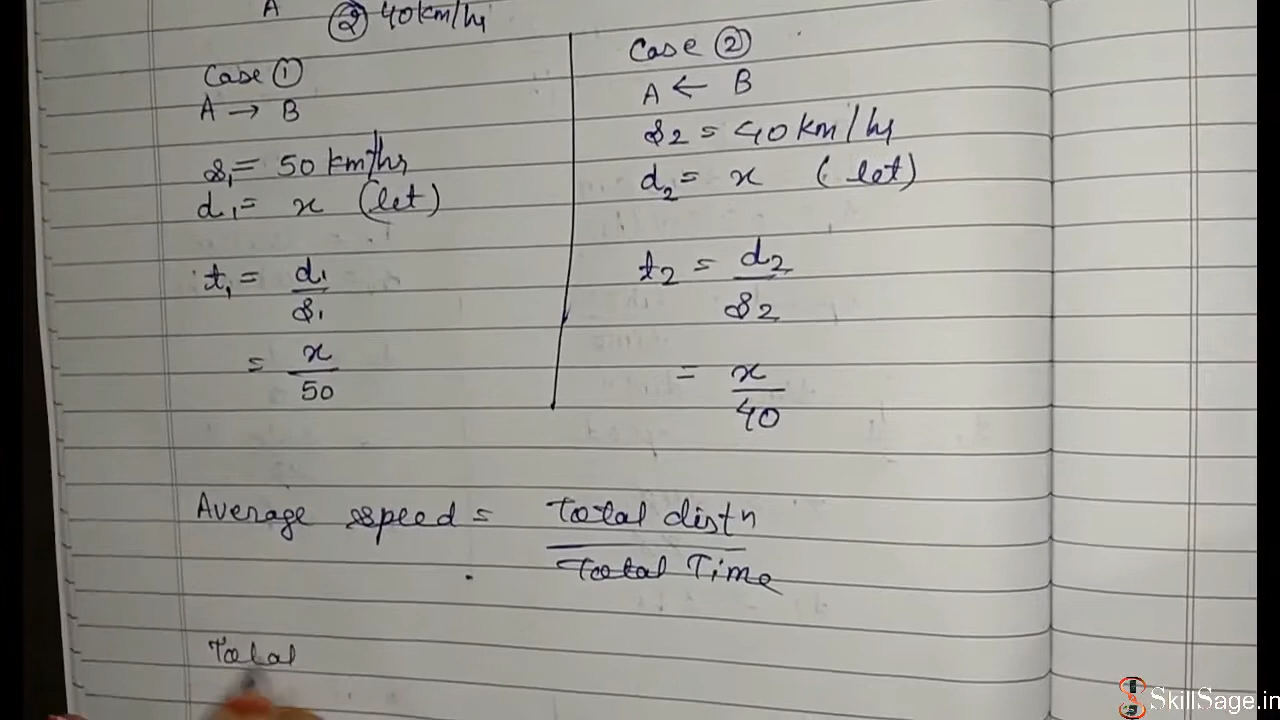 A ② 40km/hr
Case ①
A → B
s₁ = 50 km/hr
d₁ = x (let)
t₁ = d₁
s₁
= x
50
Case ②
A ← B
s₂ = 40 km/hr
d₂ = x (let)
t₂ = d₂
s₂
= x
40
Average speed = Total distn
Total Time
Total
SkillSage.in